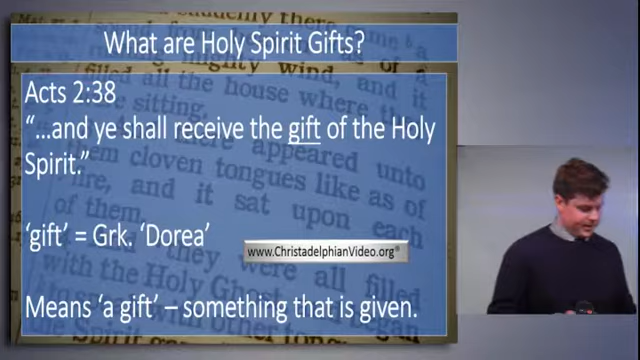 What are Holy Spirit Gifts?
Acts 2:38
“...and ye shall receive the gift of the Holy
Spirit.”
‘gift’ = Grk. ‘Dorea’
www.ChristadelphianVideo.org®
Means ‘a gift’ – something that is given.